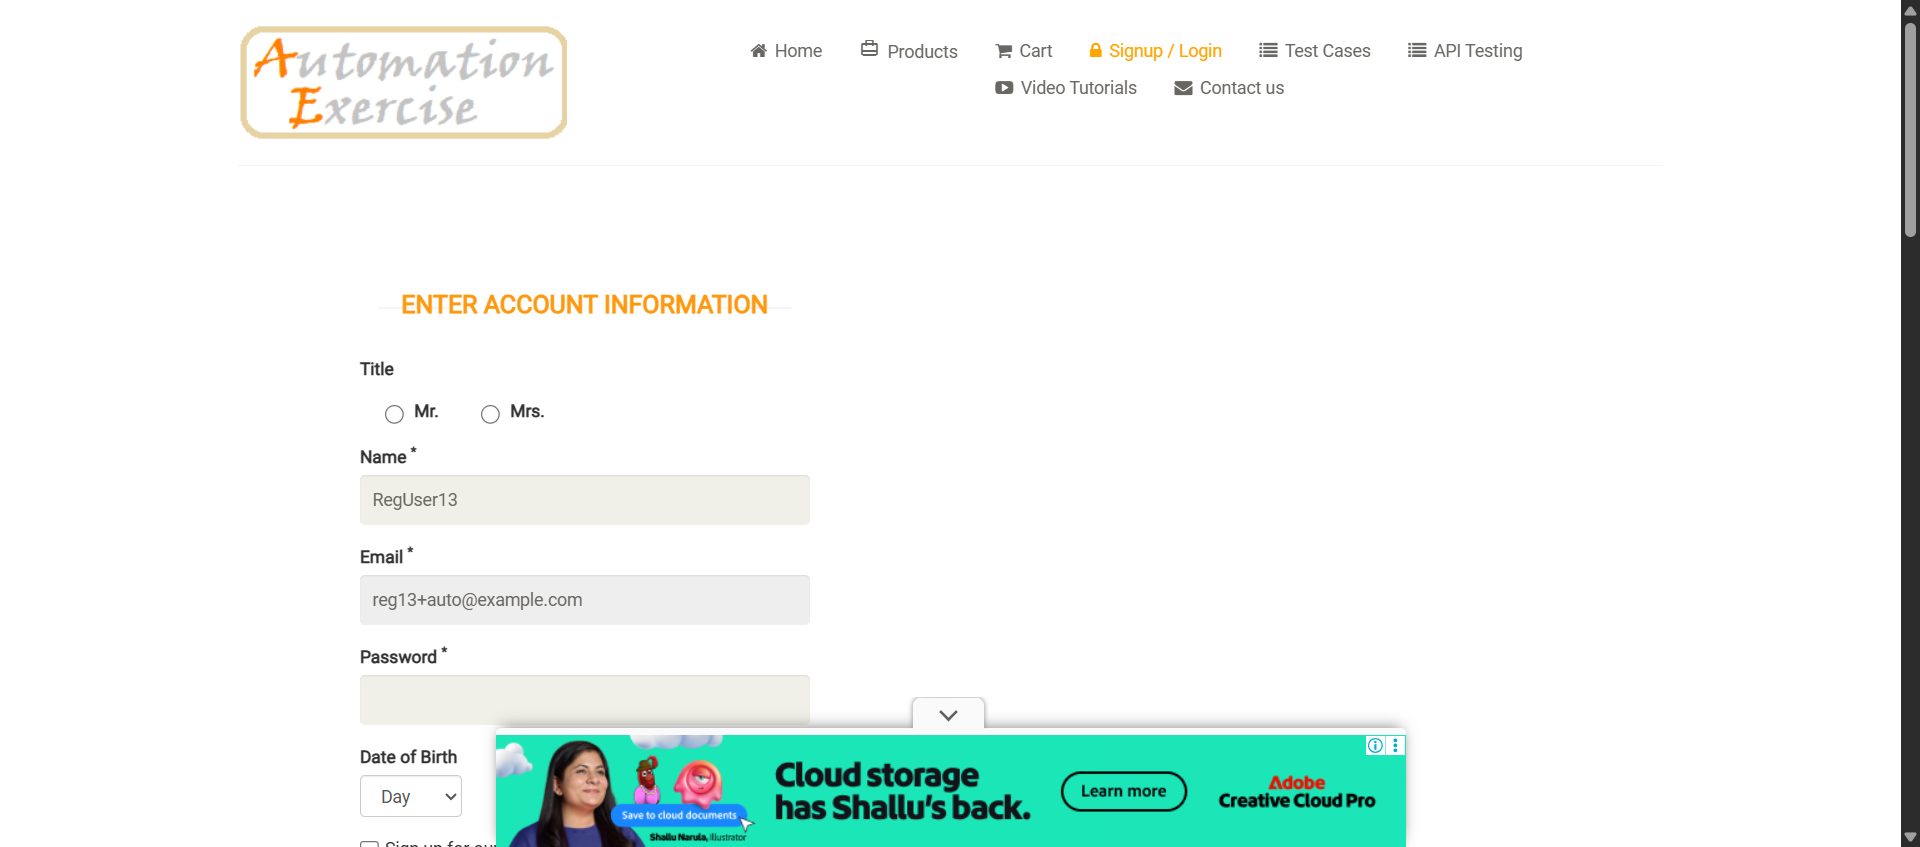 Automation
Exercise
Home
Products
Cart
Signup / Login
Test Cases
API Testing
Video Tutorials
Contact us
ENTER ACCOUNT INFORMATION
Title
Mr.
Mrs.
Name *
RegUser13
Email *
reg13+auto@example.com
Password *
Date of Birth
Day
Sign up for our
Save to cloud documents
Shallu Narula, Illustrator
Cloud storage
has Shallu's back.
Learn more
Adobe
Creative Cloud Pro